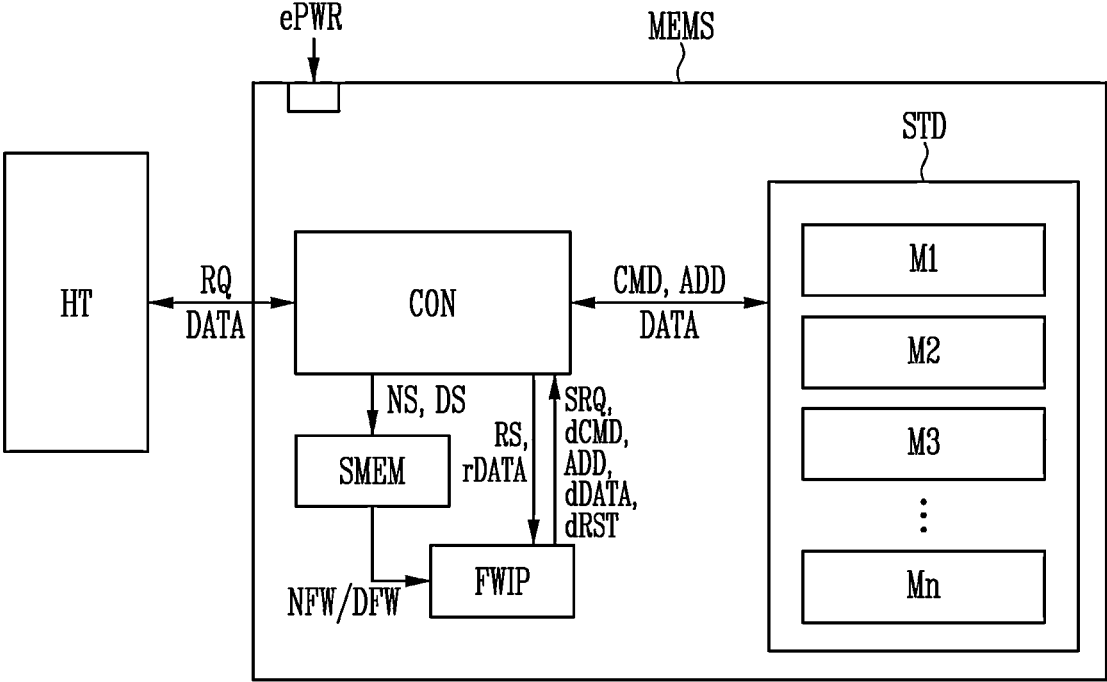 ePWR
MEMS
STD
HT
RQ
DATA
CON
CMD, ADD
DATA
M1
M2
M3
Mn
NS, DS
SMEM
RS,
rDATA
SRQ,
dCMD,
ADD,
dDATA,
dRST
NFW/DFW
FWIP